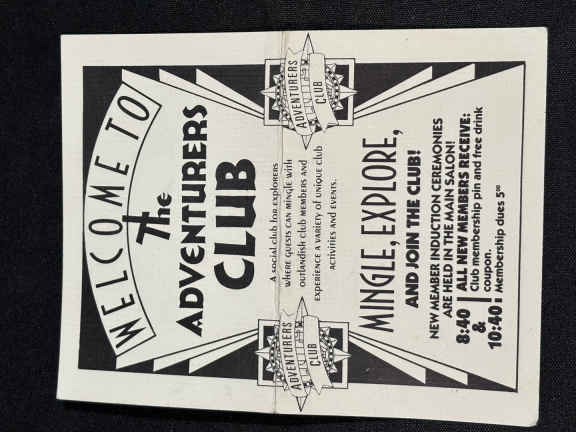 WELCOME TO
The
ADVENTURERS
CLUB
A social club for explorers
where guests can mingle with
outlandish club members and
experience a variety of unique club
activities and events.
ADVENTURERS
CLUB
ADVENTURERS
CLUB
MINGLE, EXPLORE,
AND JOIN THE CLUB!
NEW MEMBER INDUCTION CEREMONIES
ARE HELD IN THE MAIN SALON!
8:40
&
10:40
ALL NEW MEMBERS RECEIVE:
Club membership pin and free drink
coupon.
Membership dues 5⁰⁰